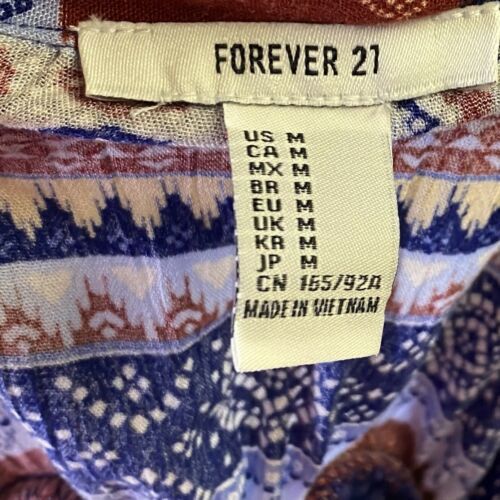 FOREVER 21
US M
CA M
MX M
BR M
EU M
UK M
KR M
JP M
CN 165/92A
MADE IN VIETNAM